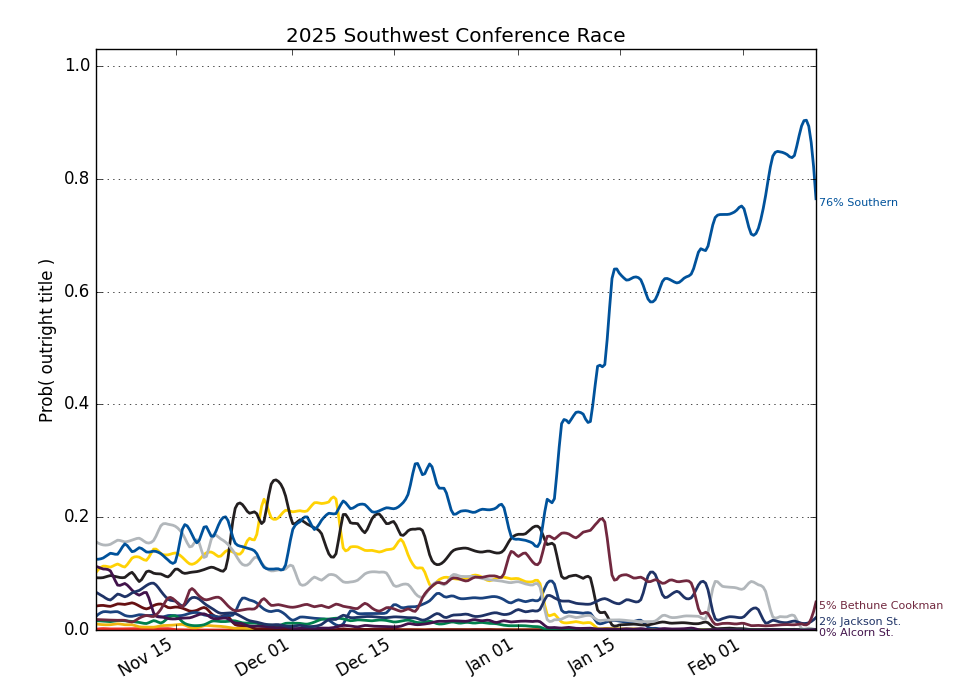 2025 Southwest Conference Race
Prob( outright title )
1.0
0.8
0.6
0.4
0.2
0.0
Nov 15
Dec 01
Dec 15
Jan 01
Jan 15
Feb 01
76% Southern
5% Bethune Cookman
2% Jackson St.
0% Alcorn St.